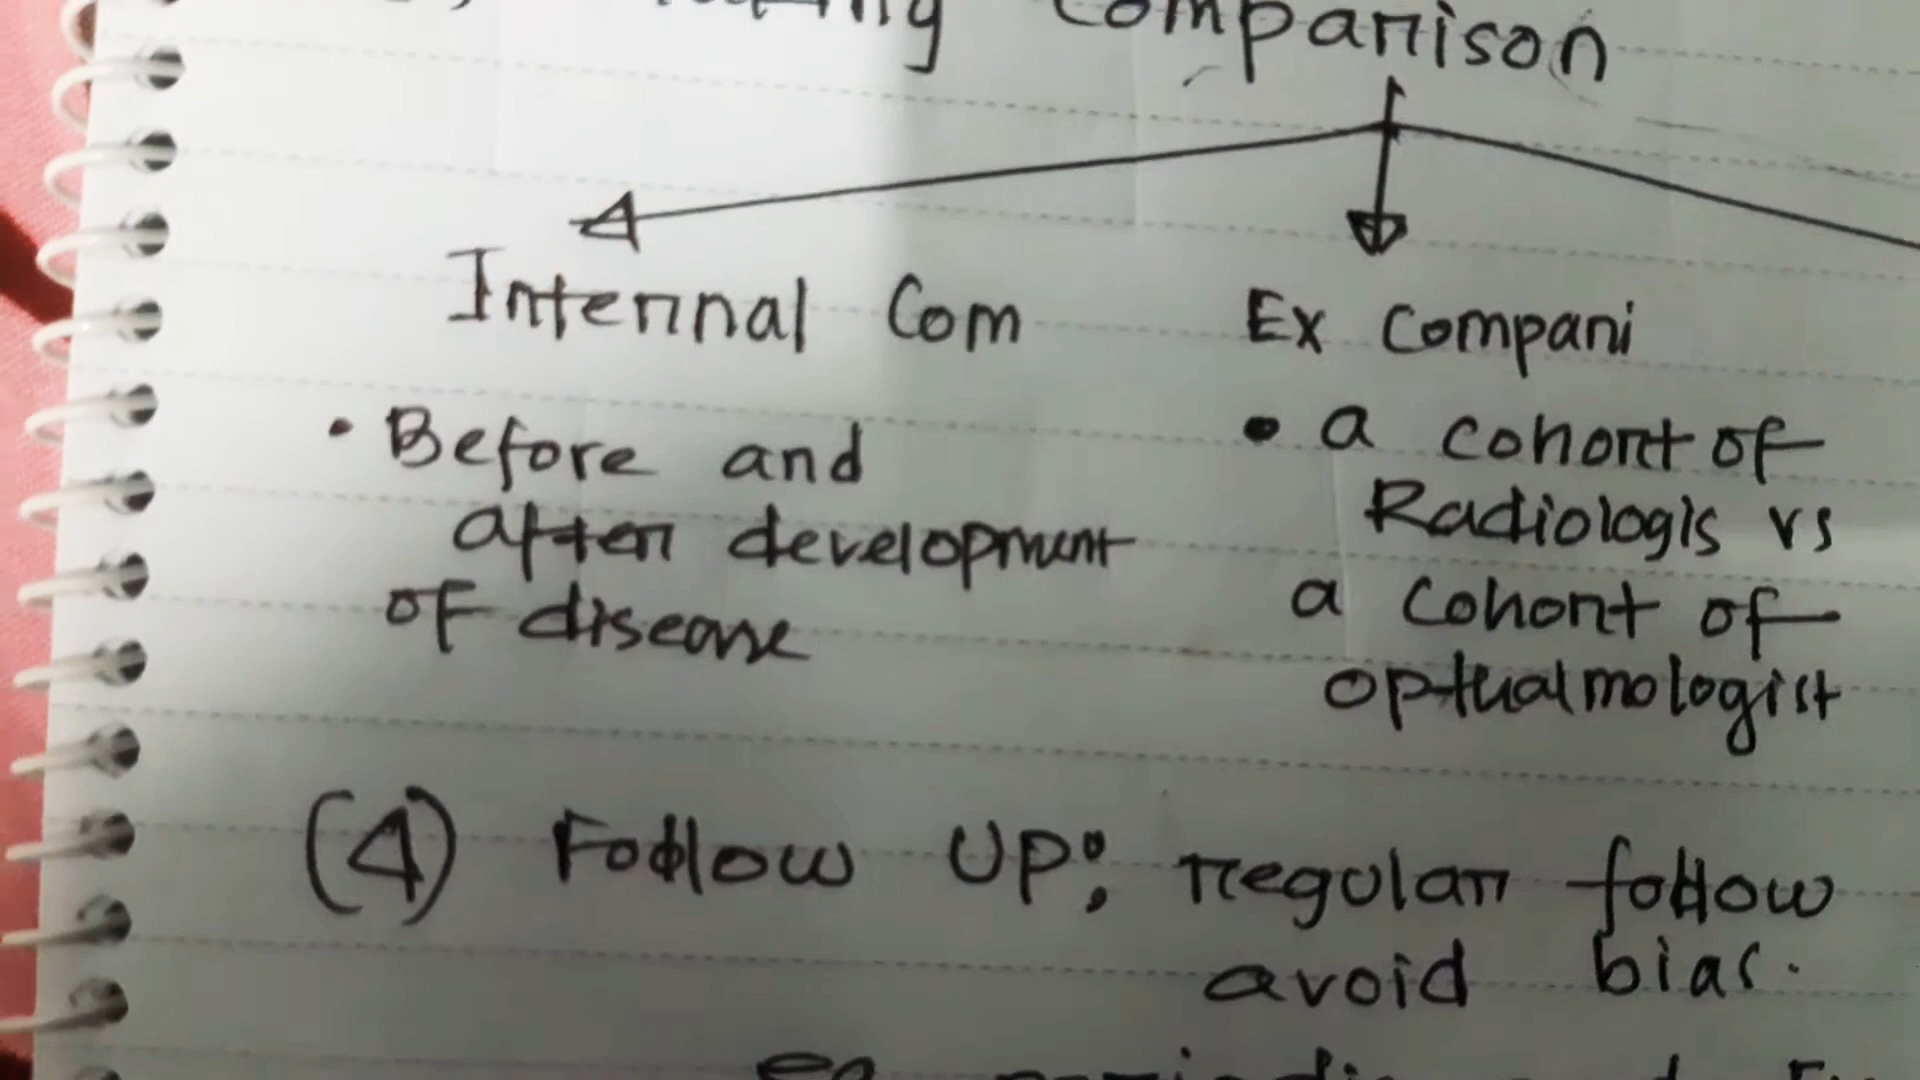 Comparison
Internal Com
Ex Compari
• Before and
after development
of disease
• a cohort of
Radiologis vs
a cohort of
opthalmologist
(4) Follow UP; regular follow
avoid bias.